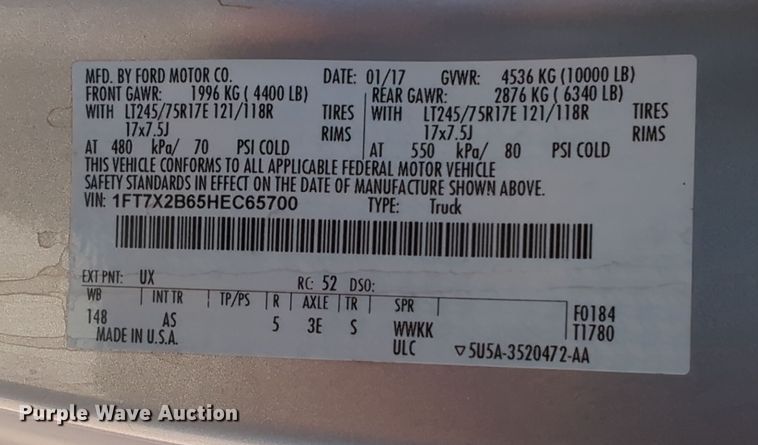 MFD. BY FORD MOTOR CO. DATE: 01/17 GVWR: 4536 KG (10000 LB)
FRONT GAWR: 1996 KG ( 4400 LB) REAR GAWR: 2876 KG ( 6340 LB)
WITH LT245/75R17E 121/118R TIRES WITH LT245/75R17E 121/118R TIRES
17x7.5J RIMS 17x7.5J RIMS
AT 480 kPa/ 70 PSI COLD AT 550 kPa/ 80 PSI COLD
THIS VEHICLE CONFORMS TO ALL APPLICABLE FEDERAL MOTOR VEHICLE
SAFETY STANDARDS IN EFFECT ON THE DATE OF MANUFACTURE SHOWN ABOVE.
VIN: 1FT7X2B65HEC65700 TYPE: Truck
EXT PNT: UX RC: 52 DSO:
WB INT TR TP/PS R AXLE TR SPR F0184
148 AS 5 3E S WWKK T1780
MADE IN U.S.A. ULC ▽5U5A-3520472-AA
Purple Wave Auction